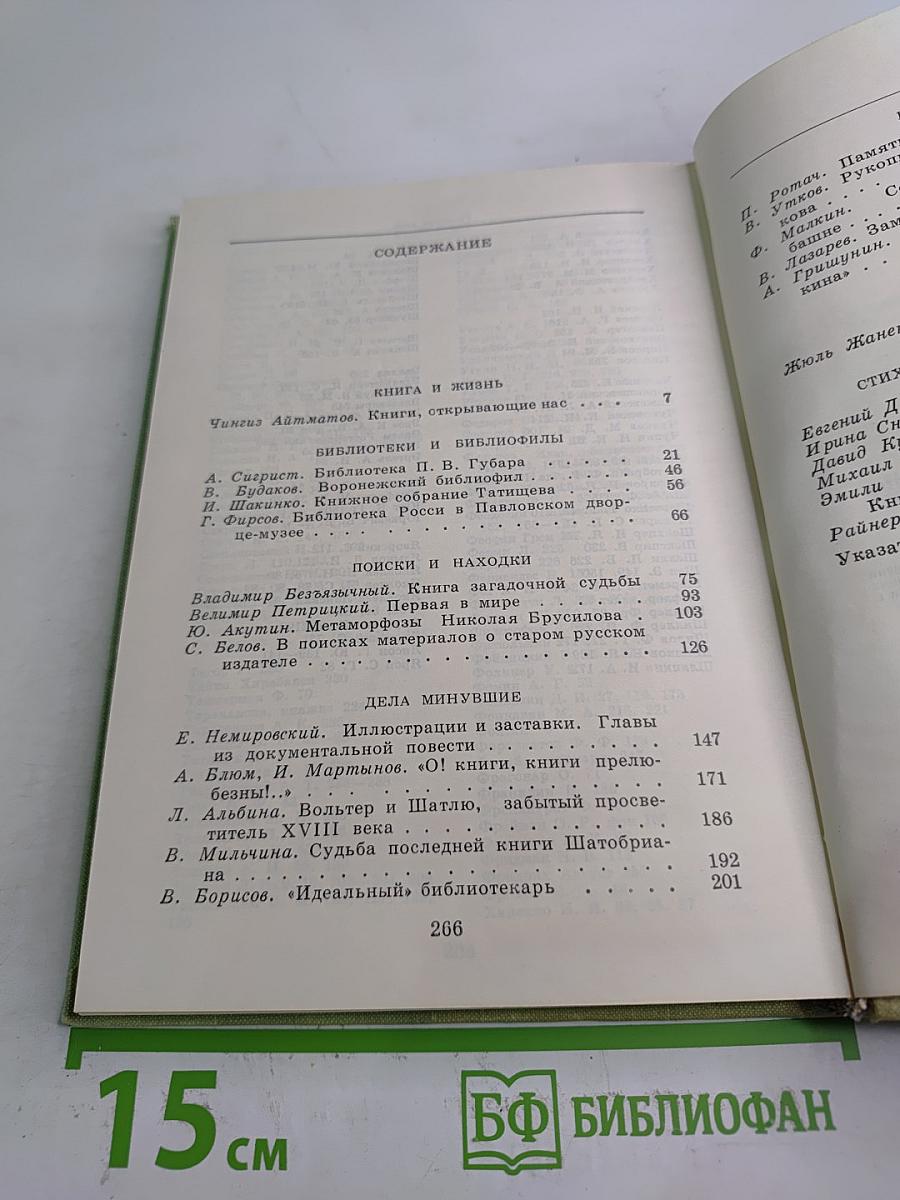 СОДЕРЖАНИЕ
КНИГА И ЖИЗНЬ
Чингиз Айтматов. Книги, открывающие нас . . . 7
БИБЛИОТЕКИ И БИБЛИОФИЛЫ
А. Сигрист. Библиотека П. В. Губара . . . . . 21
В. Будаков. Воронежский библиофил . . . . . . 46
И. Шакинко. Книжное собрание Татищева . . . . 56
Г. Фирсов. Библиотека Росси в Павловском двор-
це-музее . . . . . . . . . . . . . . . . 66
ПОИСКИ И НАХОДКИ
Владимир Безъязычный. Книга загадочной судьбы 75
Велимир Петрицкий. Первая в мире . . . . . . 93
Ю. Акутин. Метаморфозы Николая Брусилова . 103
С. Белов. В поисках материалов о старом русском
издателе . . . . . . . . . . . . . . . 126
ДЕЛА МИНУВШИЕ
Е. Немировский. Иллюстрации и заставки. Главы
из документальной повести . . . . . . . . 147
А. Блюм, И. Мартынов. «О! книги, книги прелю-
безны!..» . . . . . . . . . . . . . . . . 171
Л. Альбина. Вольтер и Шатлю, забытый просве-
титель XVIII века . . . . . . . . . . . . 186
В. Мильчина. Судьба последней книги Шатобриа-
на . . . . . . . . . . . . . . . . . . . 192
В. Борисов. «Идеальный» библиотекарь . . . . . 201
266
П. Ротач.
В. Утков.
кова . . .
Ф. Малкин.
башне . . .
В. Лазарев.
А. Гришунин.
кина» . .
Жюль
Евгений
Ирина
Давид
Михаил
Эмили
15 см
БФ БИБЛИОФАН